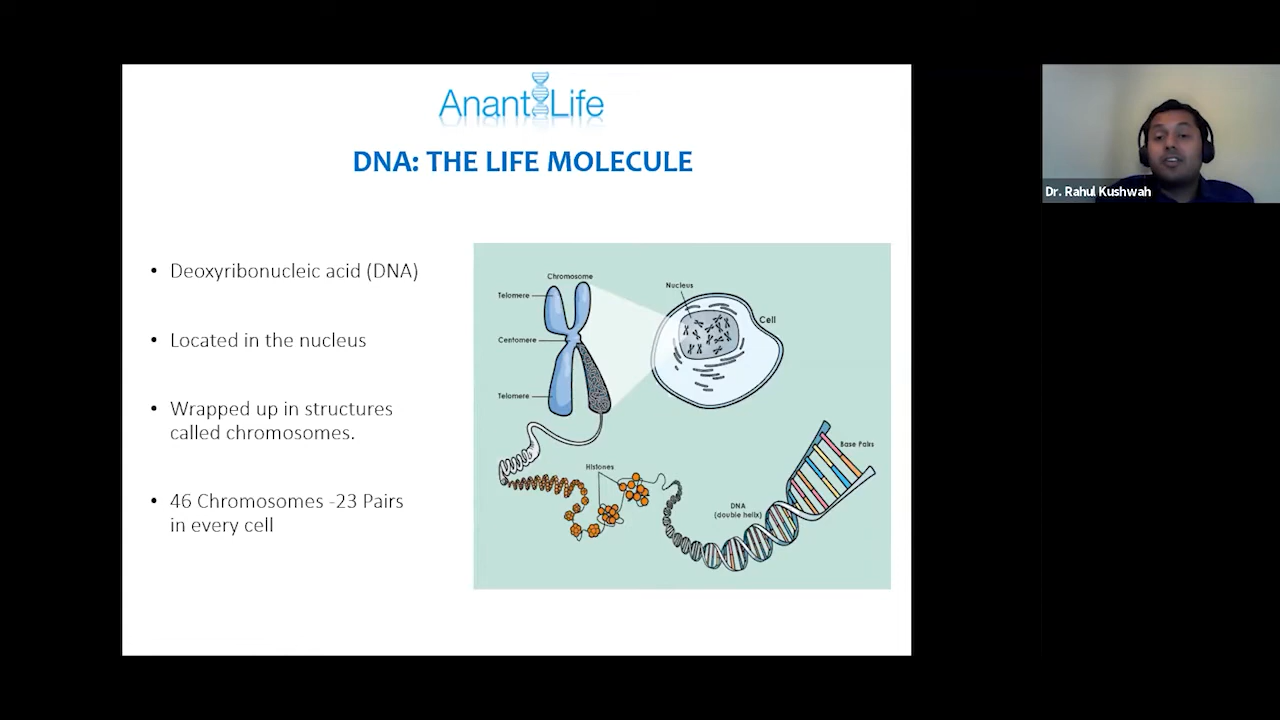 Anant Life
DNA: THE LIFE MOLECULE
• Deoxyribonucleic acid (DNA)
• Located in the nucleus
• Wrapped up in structures
called chromosomes.
• 46 Chromosomes -23 Pairs
in every cell
Chromosome
Telomere
Centomere
Telomere
Nucleus
Cell
Histones
DNA
(double helix)
Base Pairs
Dr. Rahul Kushwah